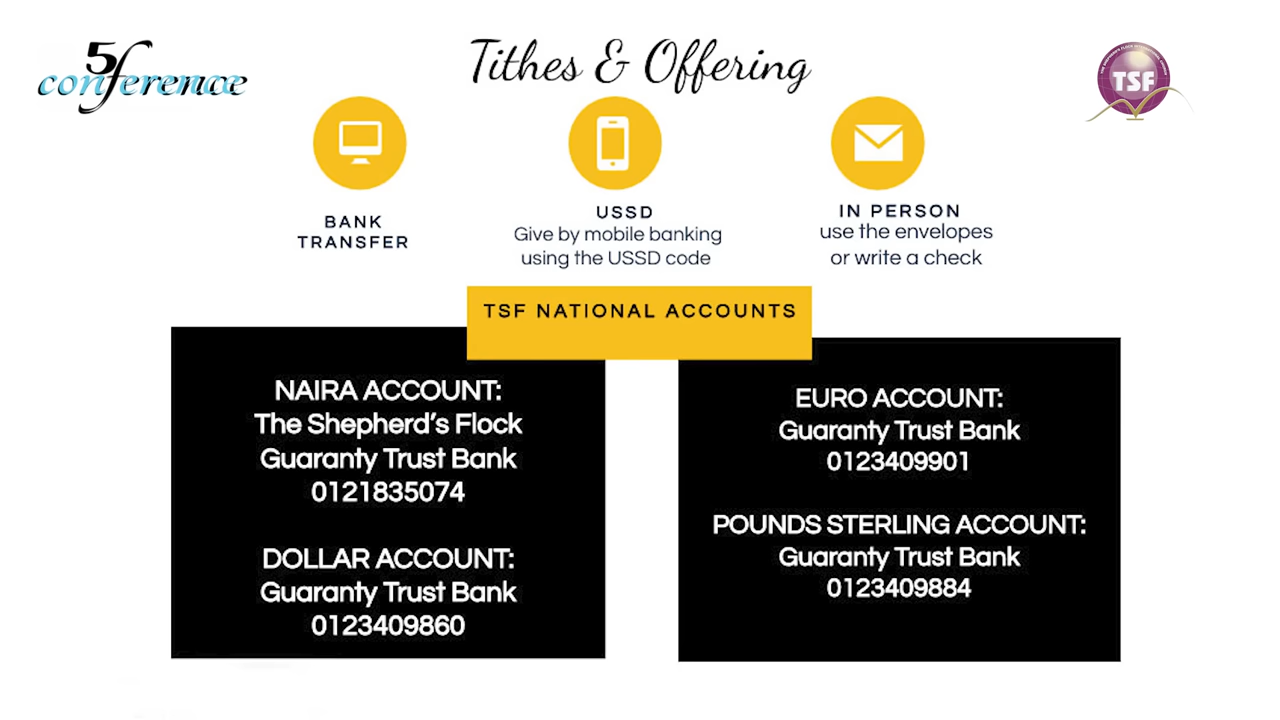 5f
conference
Tithes & Offering
TSF
BANK
TRANSFER
USSD
Give by mobile banking
using the USSD code
IN PERSON
use the envelopes
or write a check
TSF NATIONAL ACCOUNTS
NAIRA ACCOUNT:
The Shepherd's Flock
Guaranty Trust Bank
0121835074
DOLLAR ACCOUNT:
Guaranty Trust Bank
0123409860
EURO ACCOUNT:
Guaranty Trust Bank
0123409901
POUNDS STERLING ACCOUNT:
Guaranty Trust Bank
0123409884